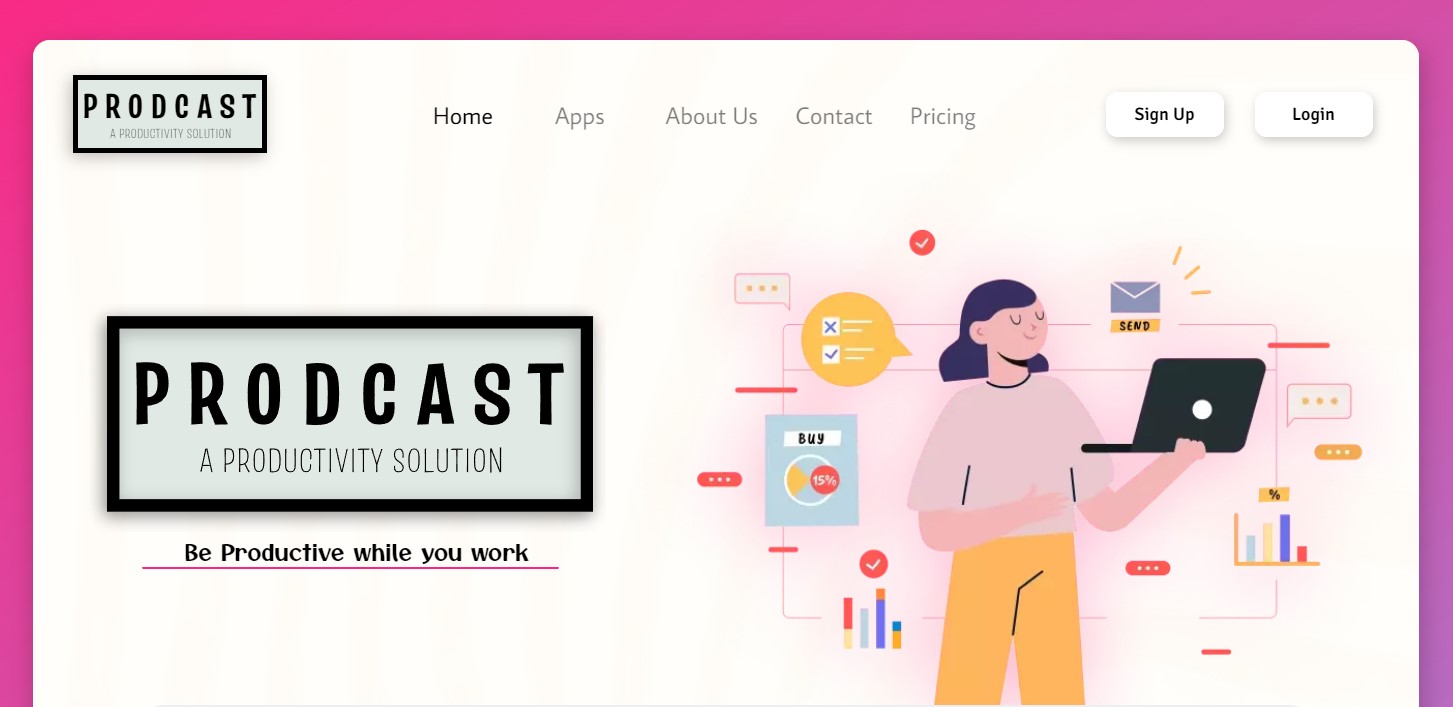 PRODCAST
A PRODUCTIVITY SOLUTION
Home Apps About Us Contact Pricing
Sign Up Login
SEND
PRODCAST
A PRODUCTIVITY SOLUTION
BUY
15%
%
Be Productive while you work